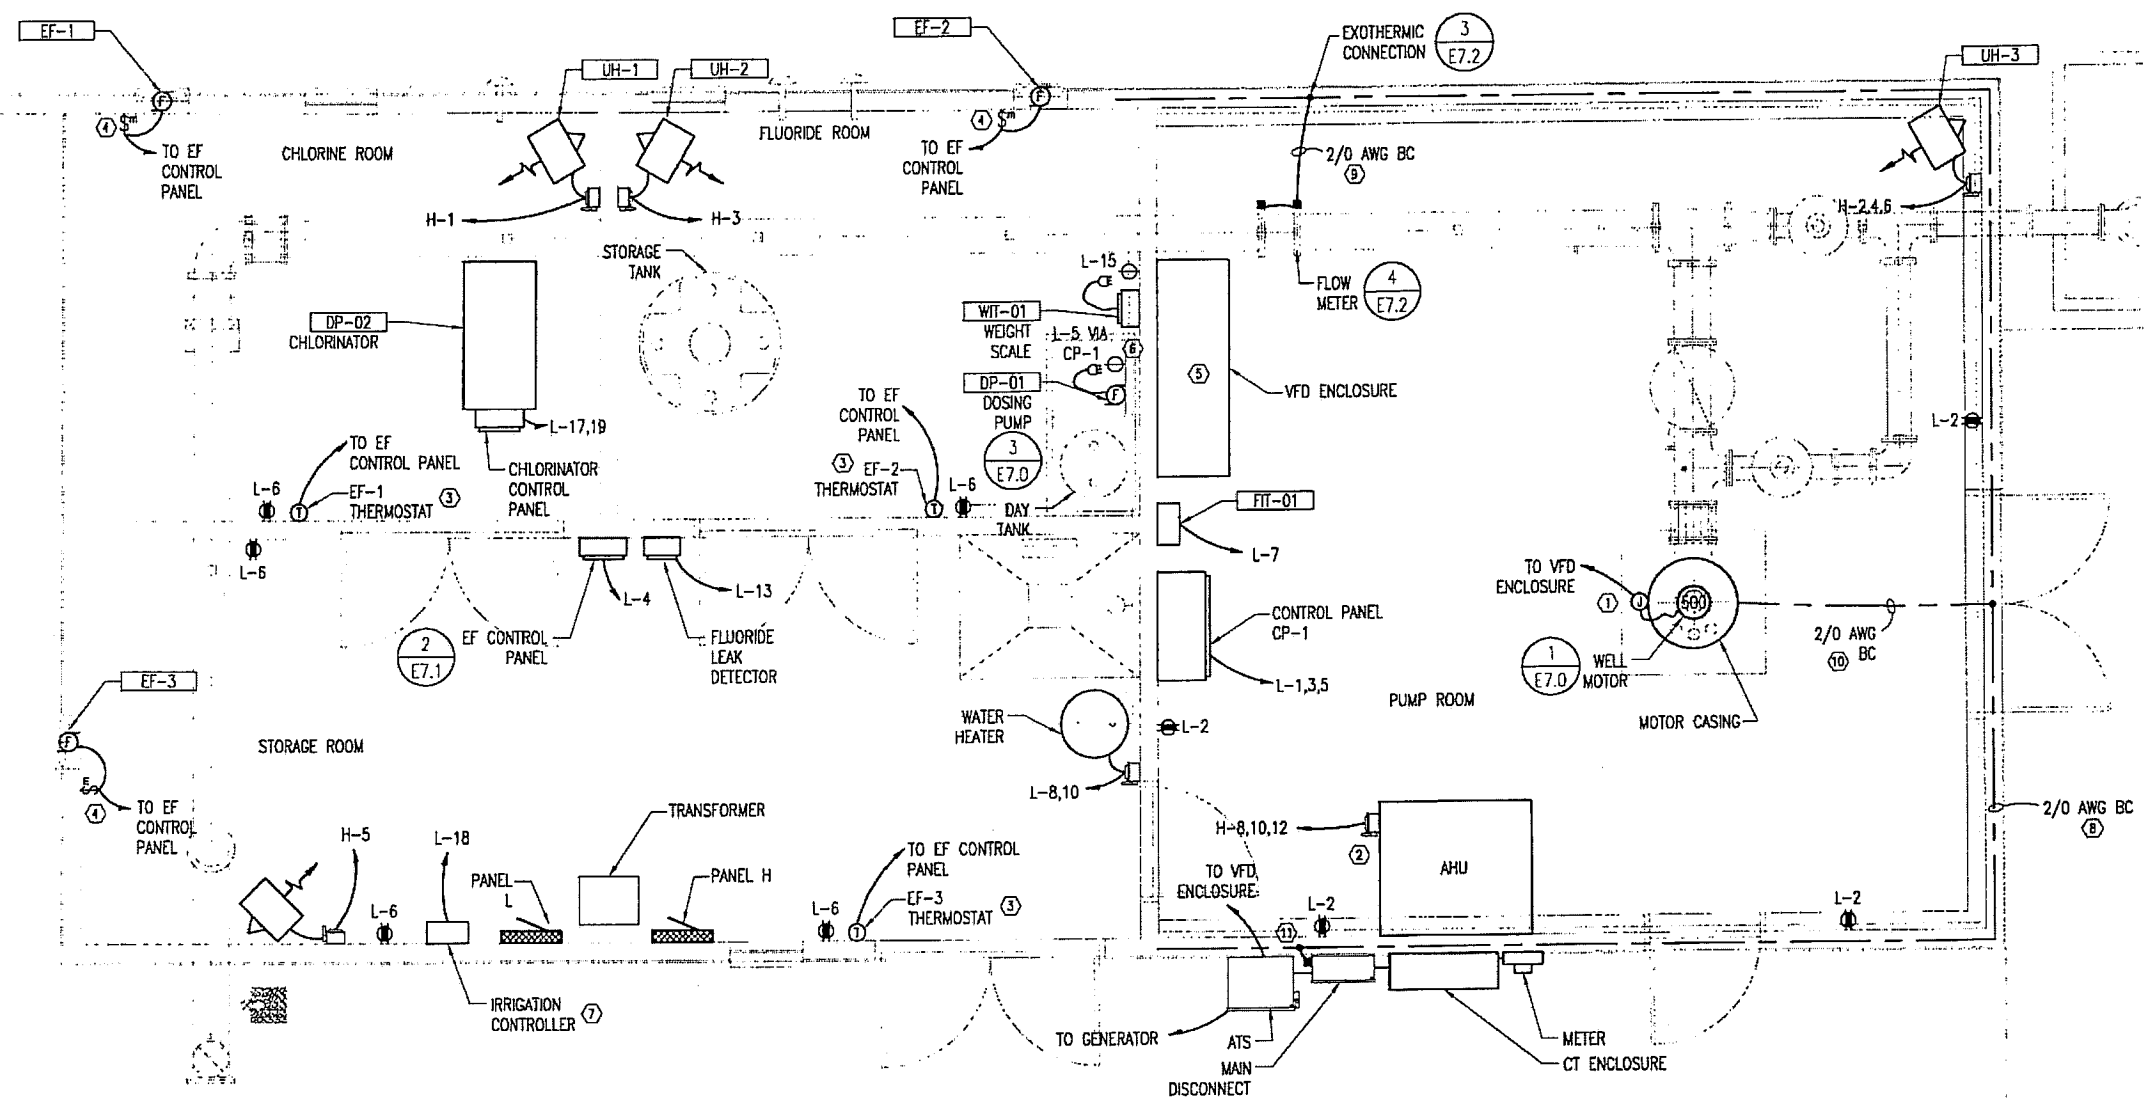 EF-1
EF-2
EXOTHERMIC
CONNECTION
3
E7.2
UH-1
UH-2
UH-3
4
TO EF
CONTROL
PANEL
CHLORINE ROOM
FLUORIDE ROOM
4
TO EF
CONTROL
PANEL
2/0 AWG BC
9
H-1
H-3
H-2,4,6
STORAGE
TANK
L-15
FLOW
METER
4
E7.2
DP-02
CHLORINATOR
WIT-01
WEIGHT
SCALE
L-5 VIA
CP-1
6
5
VFD ENCLOSURE
DP-01
DOSING
PUMP
3
E7.0
F
TO EF
CONTROL
PANEL
L-17,19
L-2
TO EF
CONTROL PANEL
CHLORINATOR
CONTROL
PANEL
3
EF-2
THERMOSTAT
L-6
L-6
EF-1
THERMOSTAT
3
T
T
DAY
TANK
FIT-01
L-6
L-7
L-4
L-13
TO VFD
ENCLOSURE
1
J
500
2/0 AWG
BC
10
2
E7.1
EF CONTROL
PANEL
FLUORIDE
LEAK
DETECTOR
CONTROL PANEL
CP-1
1
E7.0
WELL
MOTOR
EF-3
L-1,3,5
PUMP ROOM
MOTOR CASING
F
STORAGE ROOM
WATER
HEATER
L-2
4
TO EF
CONTROL
PANEL
L-8,10
2/0 AWG BC
8
TRANSFORMER
H-5
L-18
H-8,10,12
2
AHU
PANEL
L
PANEL H
TO EF CONTROL
PANEL
TO VFD
ENCLOSURE
L-6
L-6
EF-3
THERMOSTAT
3
T
L-2
L-2
11
IRRIGATION
CONTROLLER
7
TO GENERATOR
ATS
MAIN
DISCONNECT
METER
CT ENCLOSURE